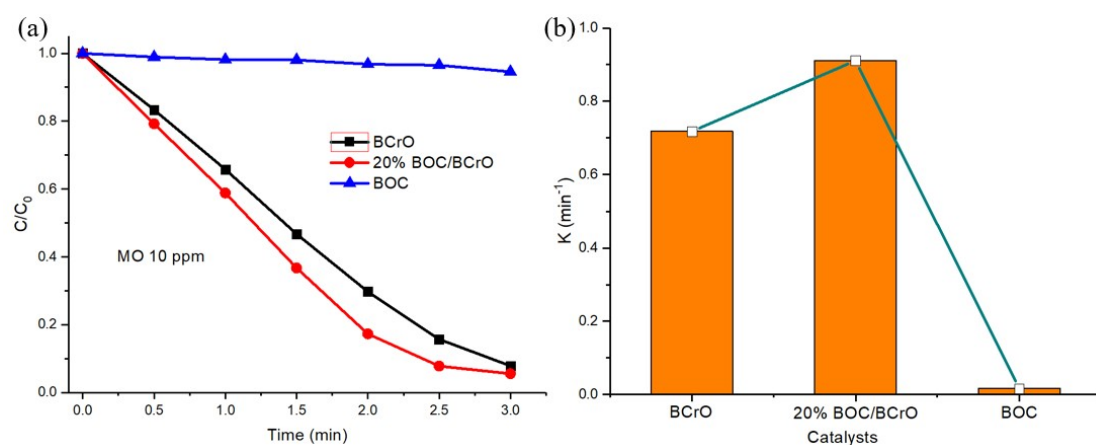 (a)
1.0
0.8
0.6
0.4
0.2
0.0
C/C₀
BCrO
20% BOC/BCrO
BOC
MO 10 ppm
0.0 0.5 1.0 1.5 2.0 2.5 3.0
Time (min)
(b)
0.8
0.6
0.4
0.2
0.0
K (min⁻¹)
BCrO 20% BOC/BCrO BOC
Catalysts